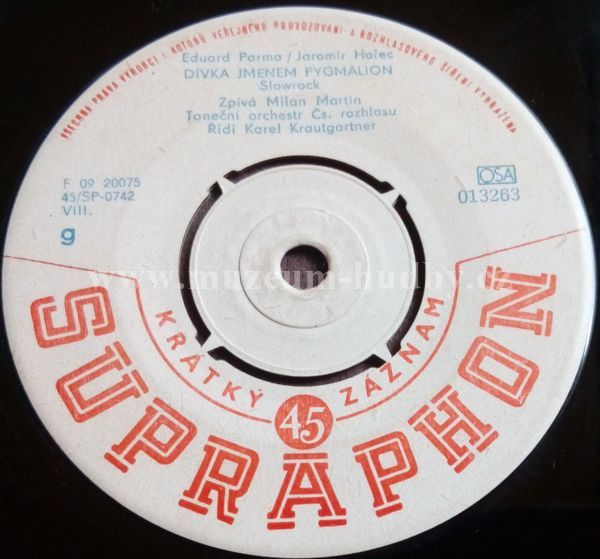 VŠECHNA PRÁVA VÝROBCE I AUTORŮ VEŘEJNÉHO PROVOZOVÁNÍ A ROZHLASOVÉHO ŠÍŘENÍ VYHRAŽENA
Eduard Parma / Jaromír Hořec
DÍVKA JMENEM PYGMALION
Slowrock
Zpívá Milan Martin
Taneční orchestr Čs. rozhlasu
Řídí Karel Krautgartner
F 09 20075
45/SP-0742
VIII.
g
OSA
013263
www.muzeum-hudby.cz
KRÁTKÝ 45 ZÁZNAM
SUPRAPHON